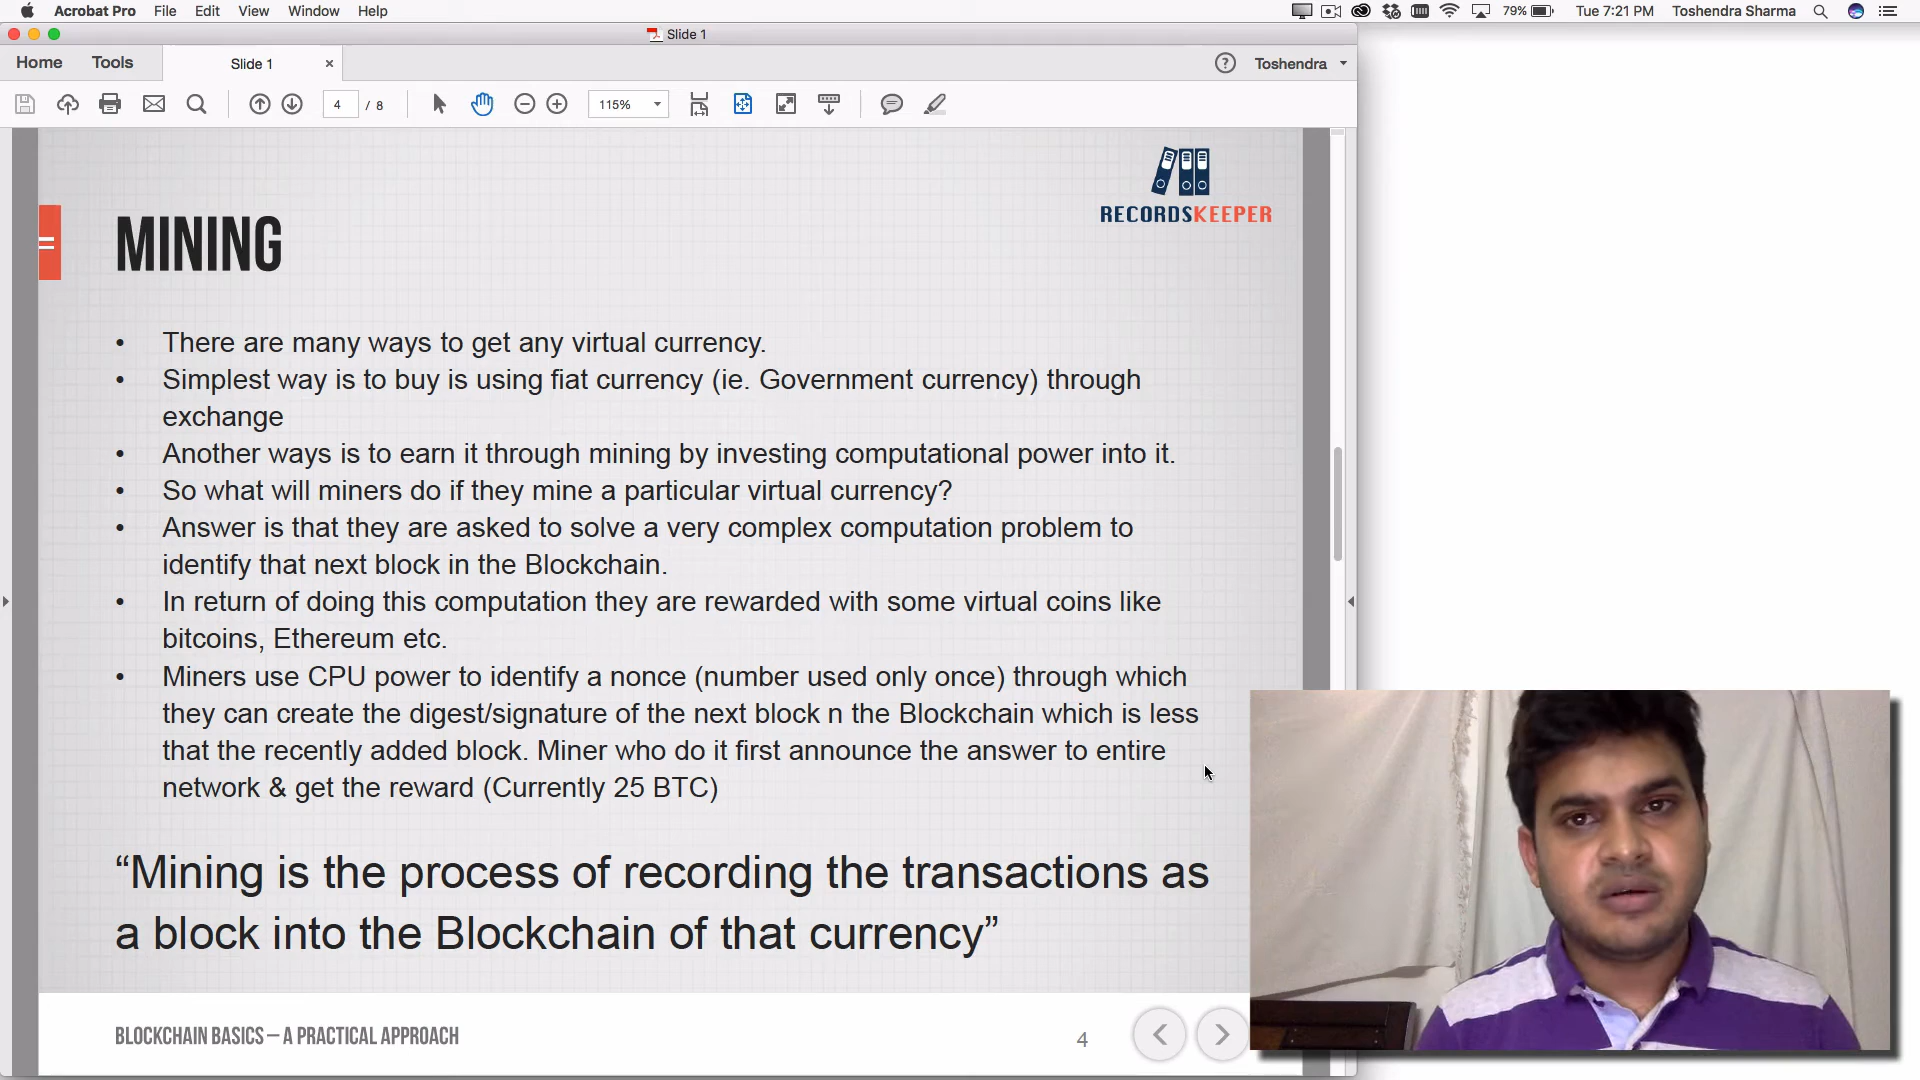 Acrobat Pro File Edit View Window Help 79% Tue 7:21 PM Toshendra Sharma
Slide 1
Home Tools Slide 1 × ? Toshendra
4 / 8 115%
RECORDSKEEPER
MINING
• There are many ways to get any virtual currency.
• Simplest way is to buy is using fiat currency (ie. Government currency) through
exchange
• Another ways is to earn it through mining by investing computational power into it.
• So what will miners do if they mine a particular virtual currency?
• Answer is that they are asked to solve a very complex computation problem to
identify that next block in the Blockchain.
• In return of doing this computation they are rewarded with some virtual coins like
bitcoins, Ethereum etc.
• Miners use CPU power to identify a nonce (number used only once) through which
they can create the digest/signature of the next block n the Blockchain which is less
that the recently added block. Miner who do it first announce the answer to entire
network & get the reward (Currently 25 BTC)
“Mining is the process of recording the transactions as
a block into the Blockchain of that currency”
BLOCKCHAIN BASICS – A PRACTICAL APPROACH 4